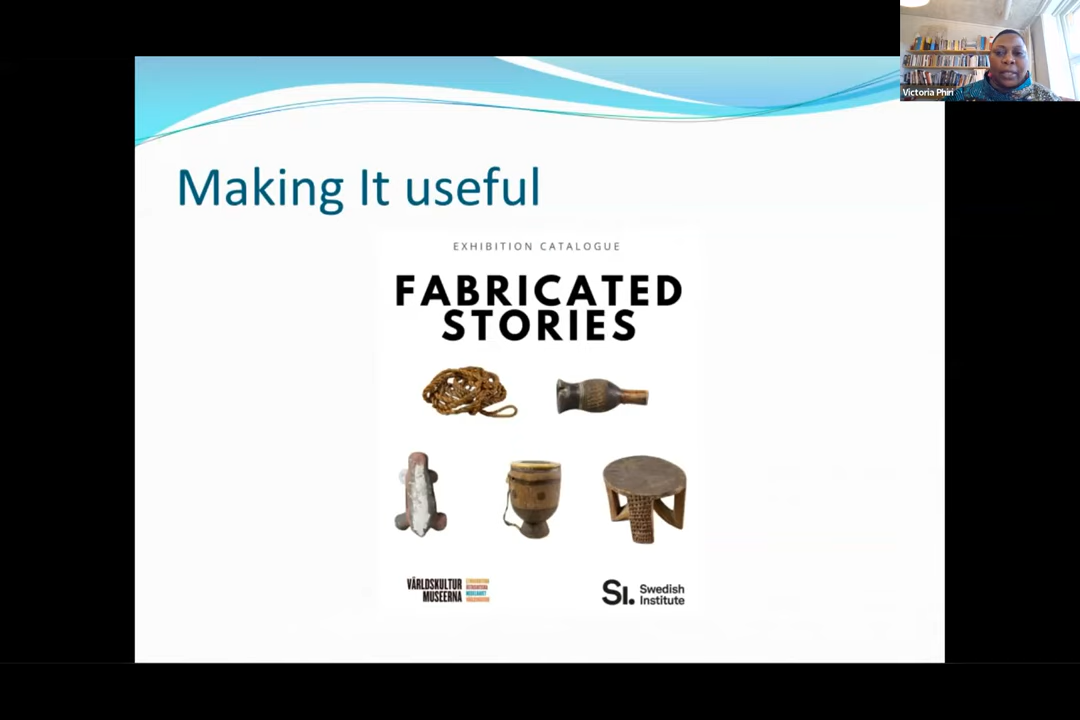 Victoria Phiri
Making It useful
EXHIBITION CATALOGUE
FABRICATED
STORIES
VÄRLDSKULTUR
MUSEERNA
SI. Swedish
Institute